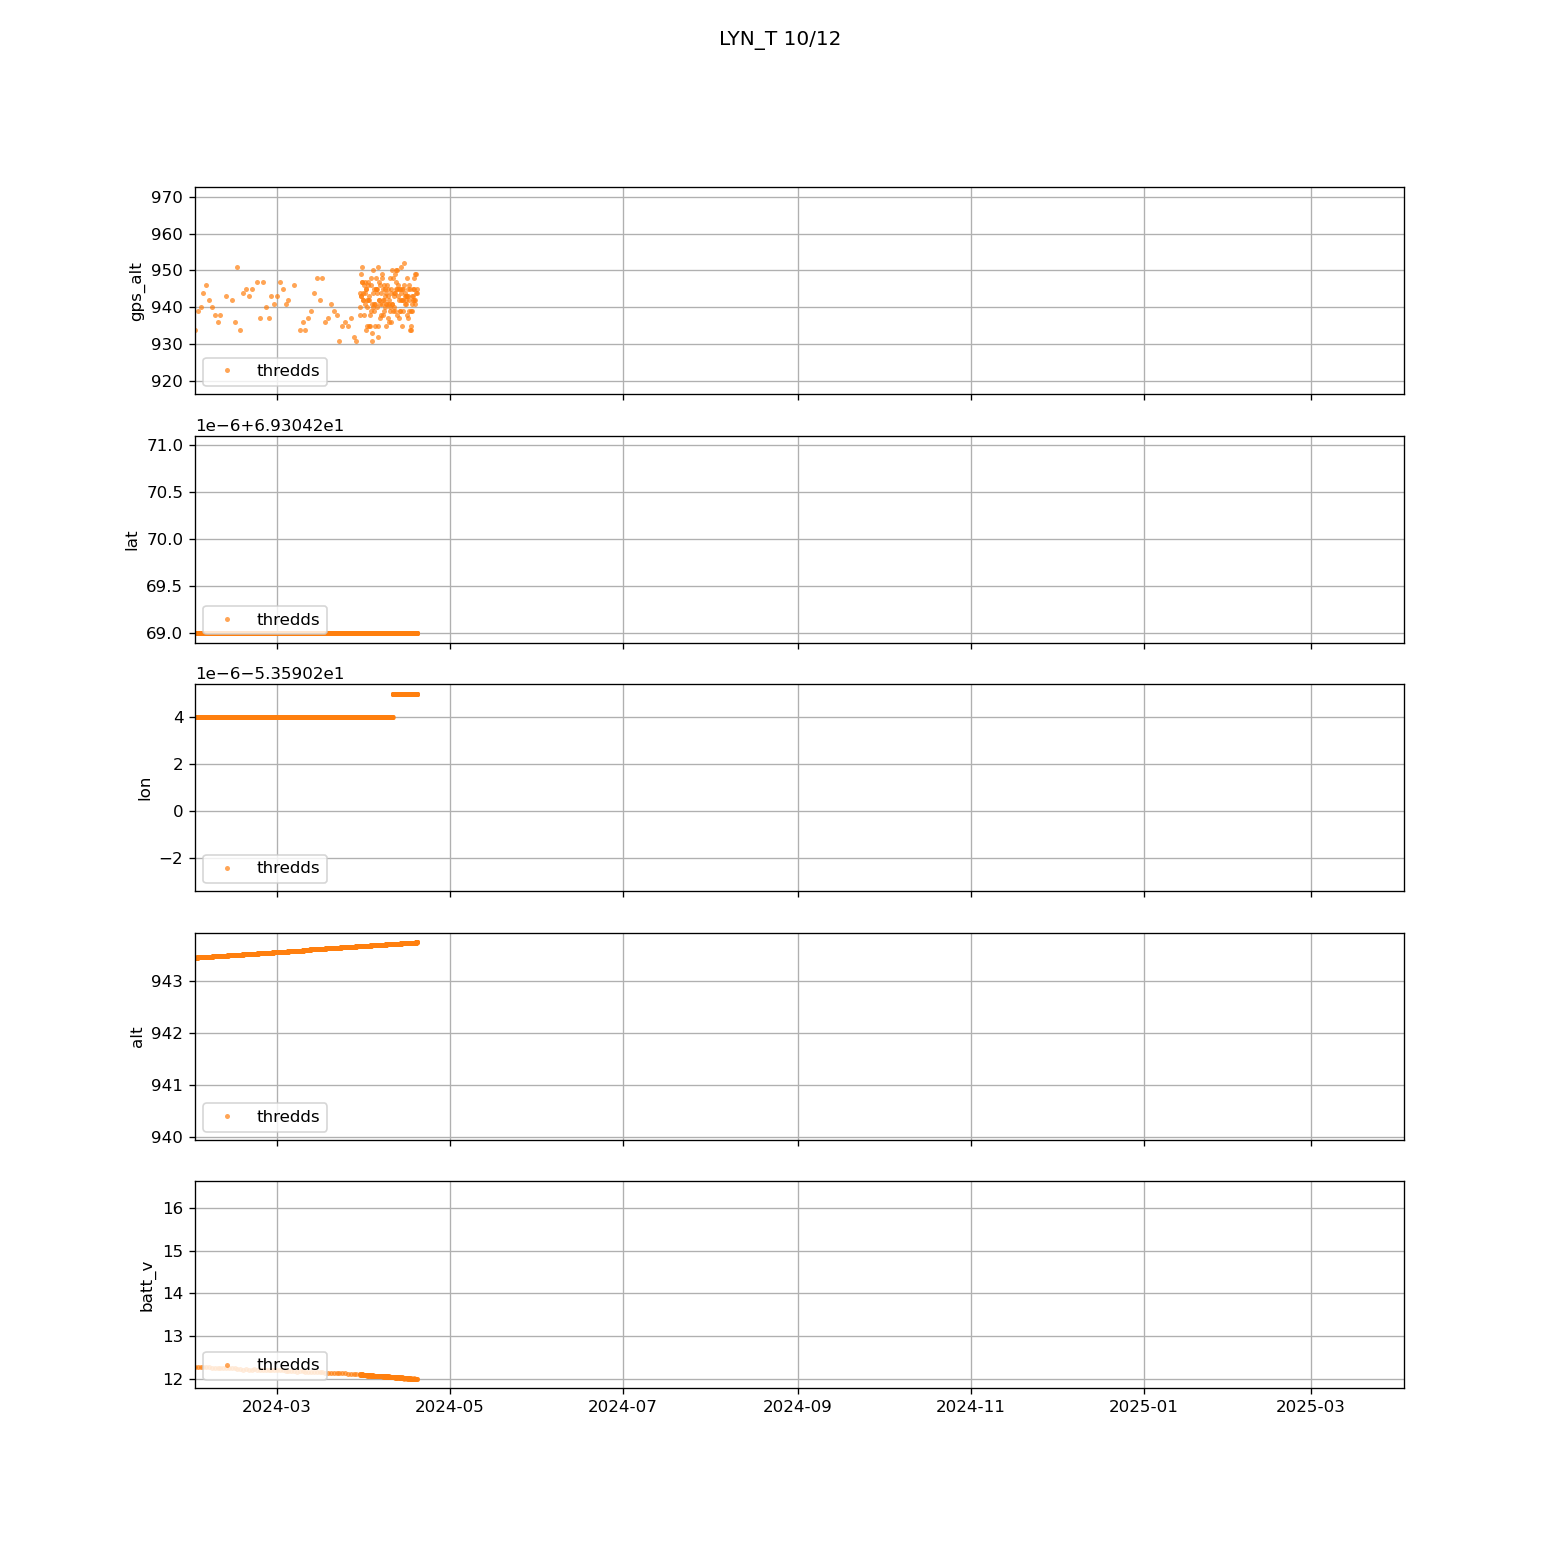 LYN_T 10/12
970
960
950
940
930
920
gps_alt
thredds
1e−6+6.93042e1
71.0
70.5
70.0
69.5
69.0
lat
thredds
1e−6−5.35902e1
4
2
0
−2
lon
thredds
943
942
941
940
alt
thredds
16
15
14
13
12
batt_v
thredds
2024-03 2024-05 2024-07 2024-09 2024-11 2025-01 2025-03